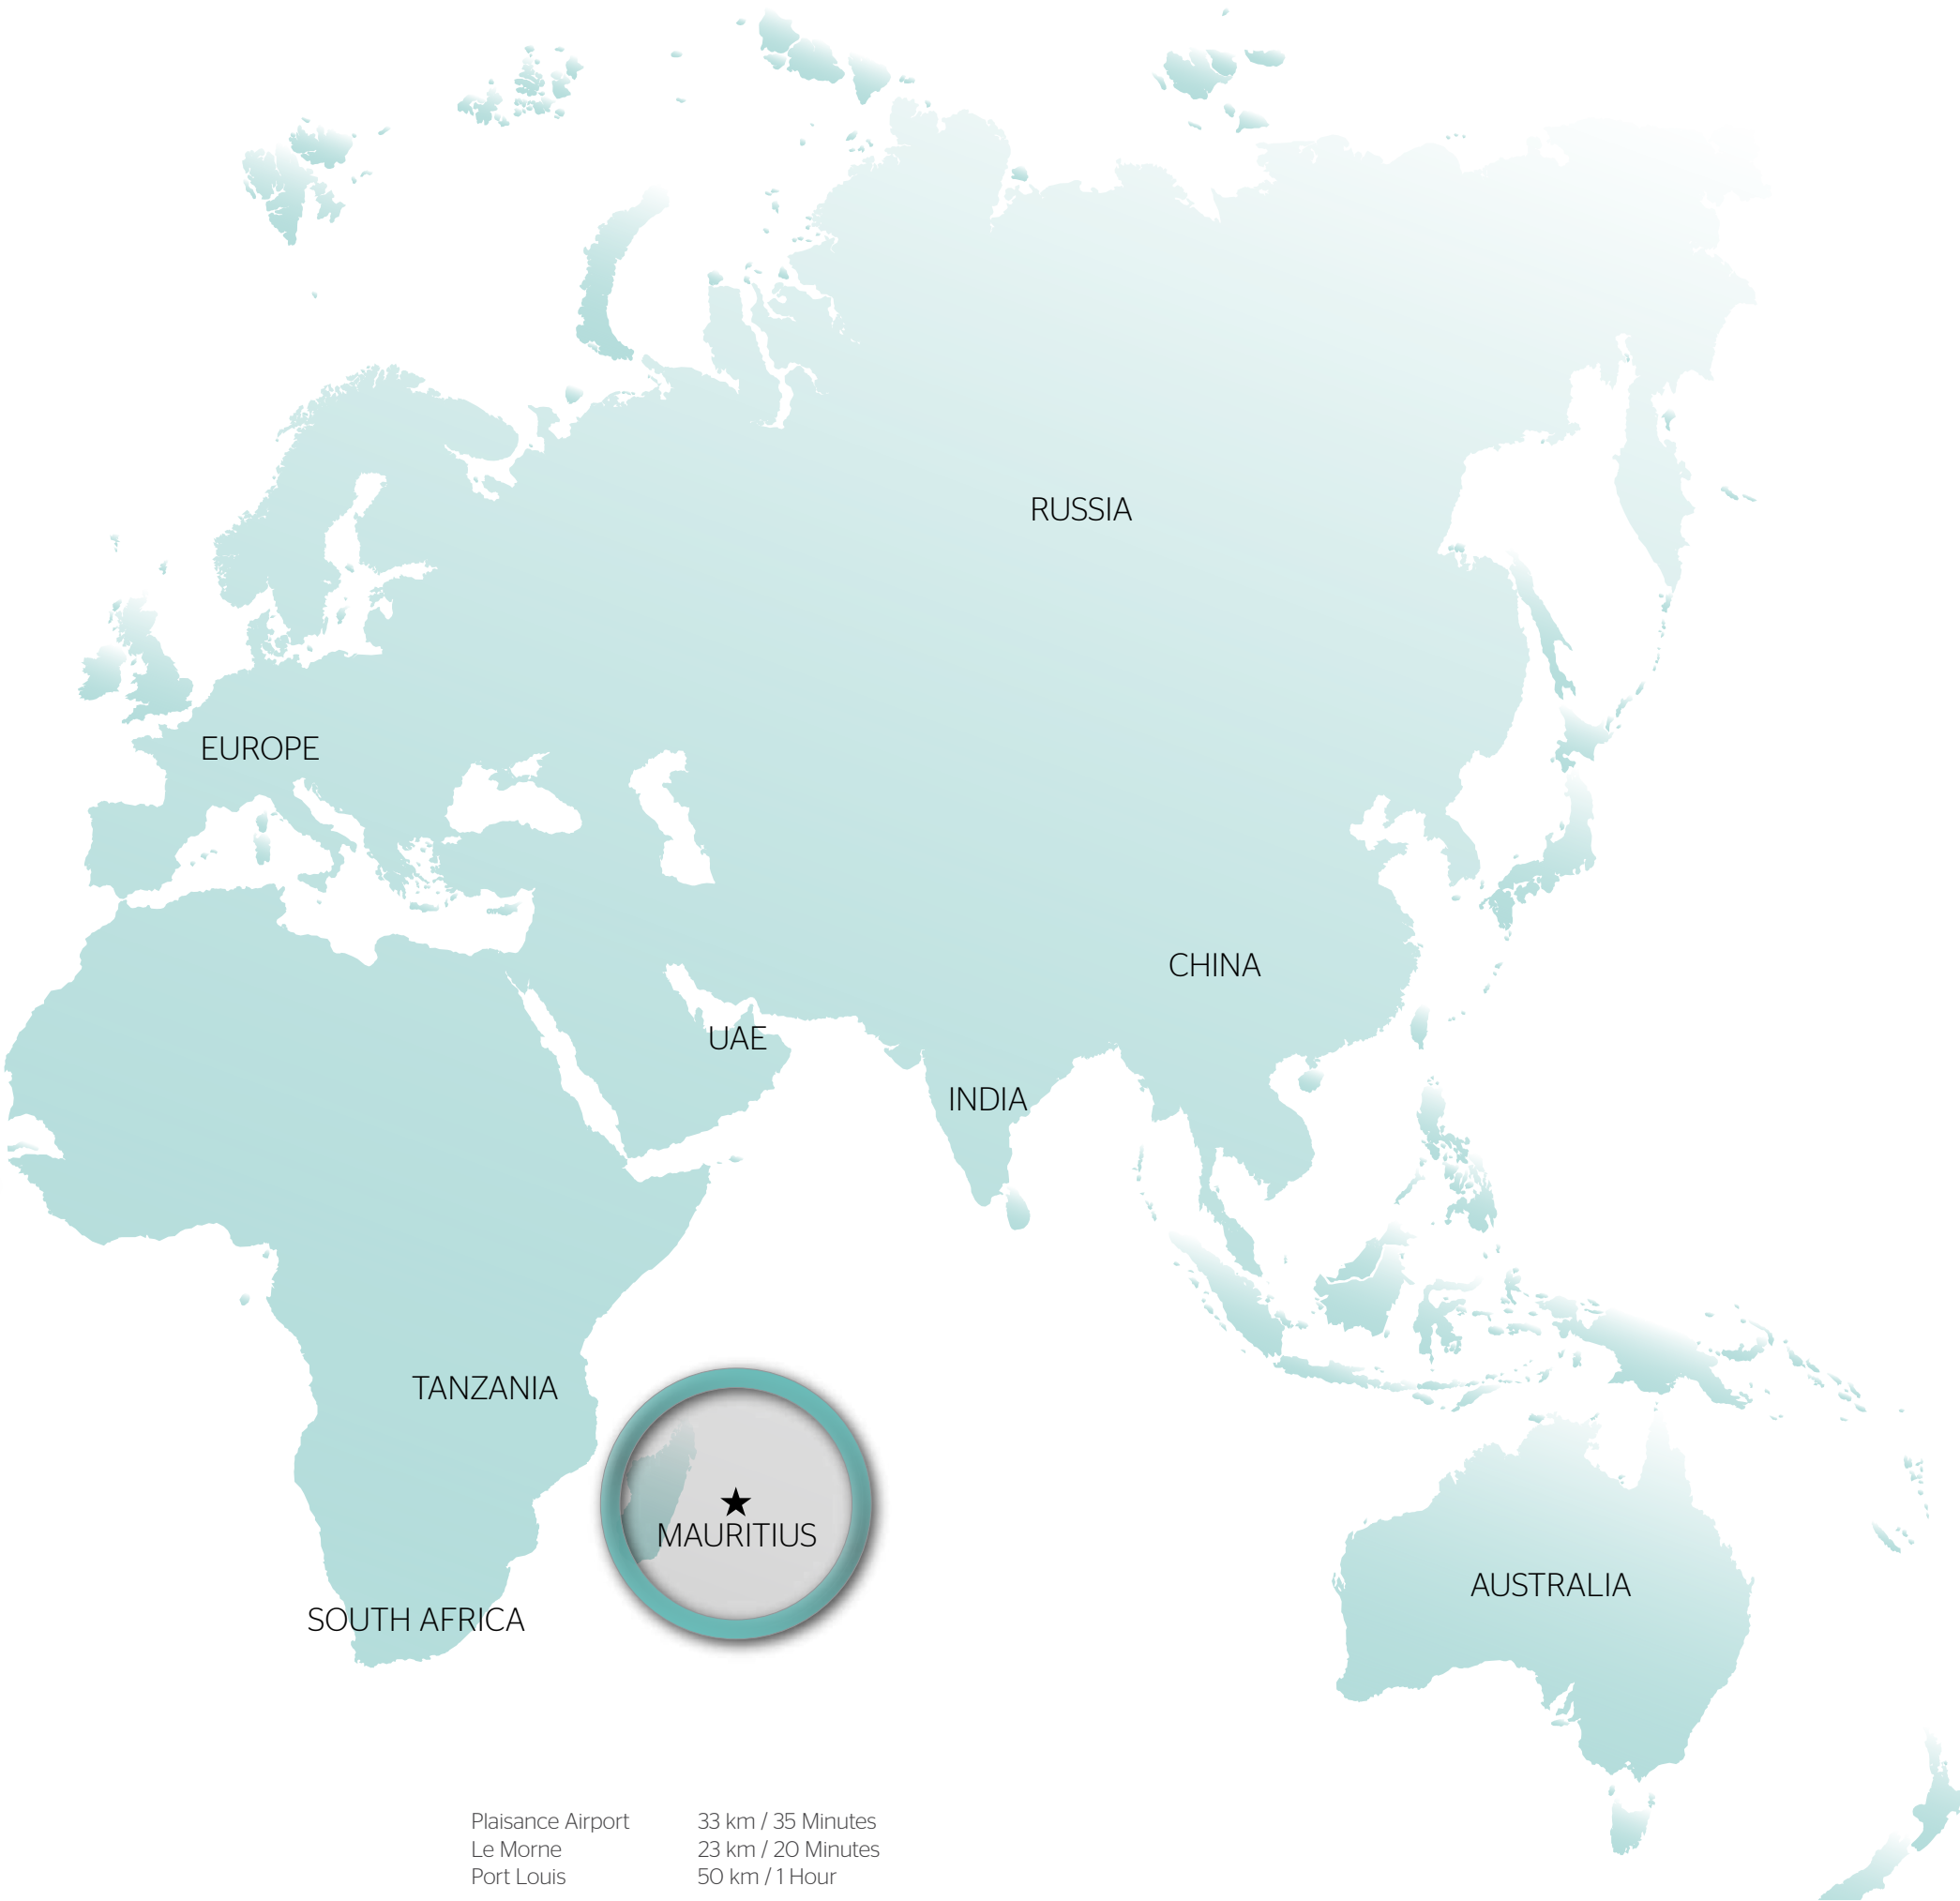 RUSSIA
EUROPE
CHINA
UAE
INDIA
TANZANIA
MAURITIUS
AUSTRALIA
SOUTH AFRICA
Plaisance Airport 33 km / 35 Minutes
Le Morne 23 km / 20 Minutes
Port Louis 50 km / 1 Hour